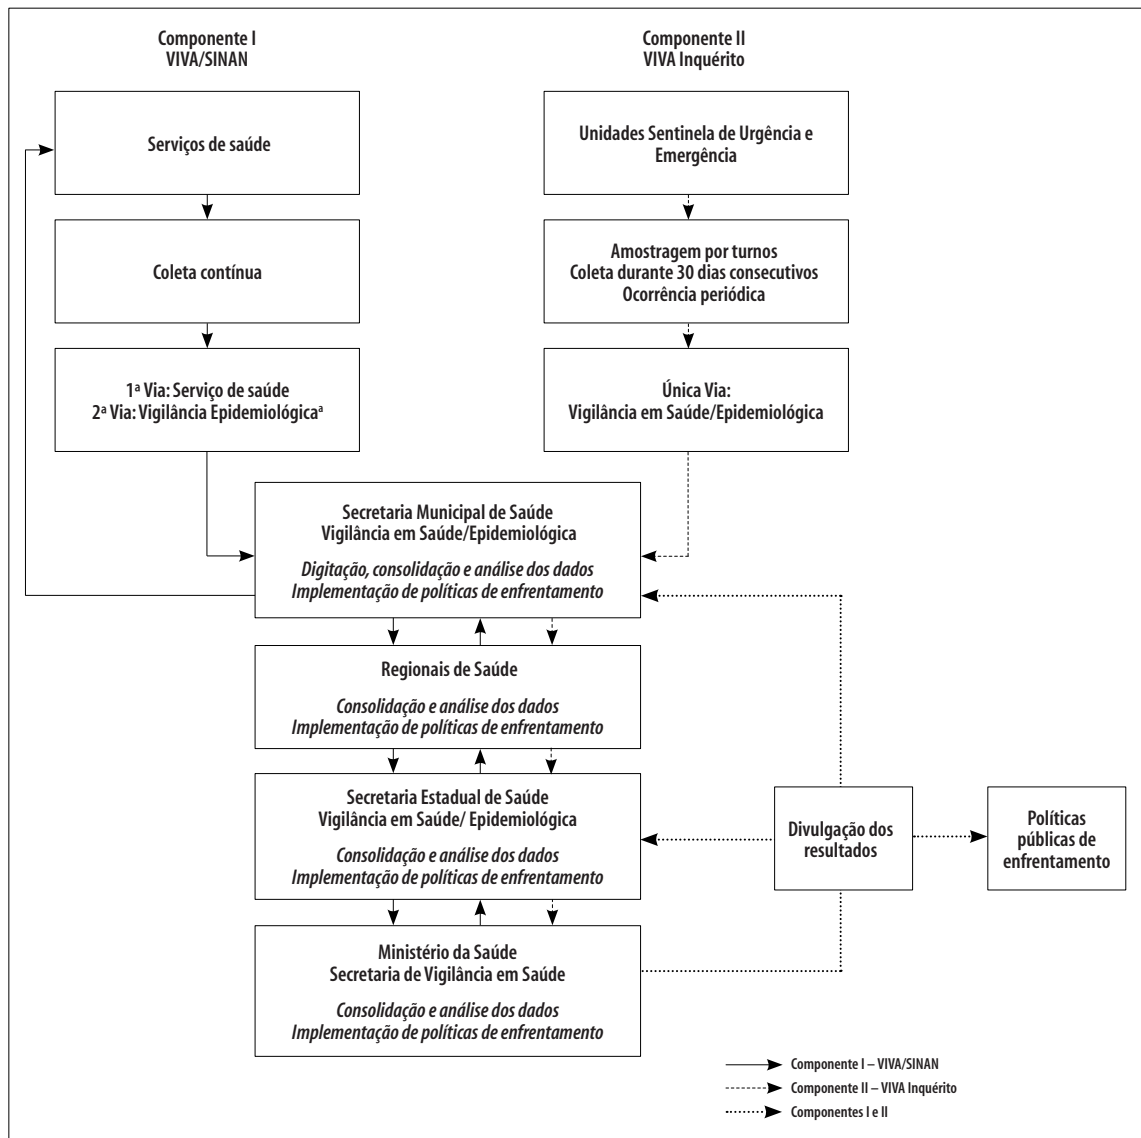 Componente I
VIVA/SINAN
Componente II
VIVA Inquérito
Serviços de saúde
Unidades Sentinela de Urgência e
Emergência
Coleta contínua
Amostragem por turnos
Coleta durante 30 dias consecutivos
Ocorrência periódica
1ª Via: Serviço de saúde
2ª Via: Vigilância Epidemiológicaª
Única Via:
Vigilância em Saúde/Epidemiológica
Secretaria Municipal de Saúde
Vigilância em Saúde/Epidemiológica
Digitação, consolidação e análise dos dados
Implementação de políticas de enfrentamento
Regionais de Saúde
Consolidação e análise dos dados
Implementação de políticas de enfrentamento
Secretaria Estadual de Saúde
Vigilância em Saúde/ Epidemiológica
Consolidação e análise dos dados
Implementação de políticas de enfrentamento
Divulgação dos
resultados
Políticas
públicas de
enfrentamento
Ministério da Saúde
Secretaria de Vigilância em Saúde
Consolidação e análise dos dados
Implementação de políticas de enfrentamento
Componente I – VIVA/SINAN
Componente II – VIVA Inquérito
Componentes I e II